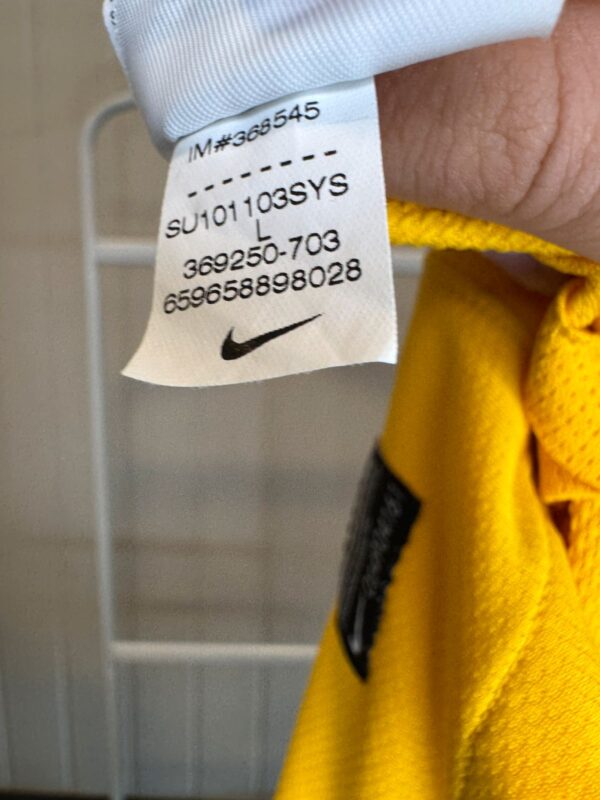 IM#368545
--------
SU101103SYS
L
369250-703
659658898028